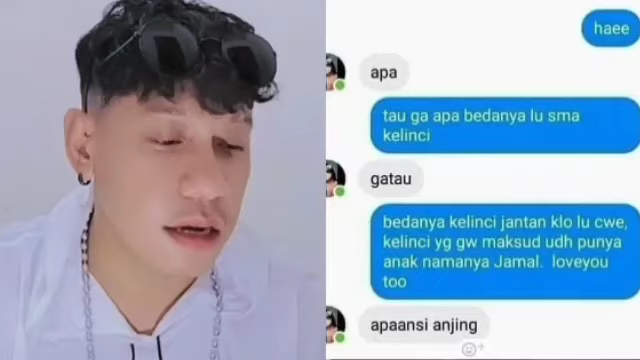 haee
apa
tau ga apa bedanya lu sma
kelinci
gatau
bedanya kelinci jantan klo lu cwe,
kelinci yg gw maksud udh punya
anak namanya Jamal.  loveyou
too
apaansi anjing